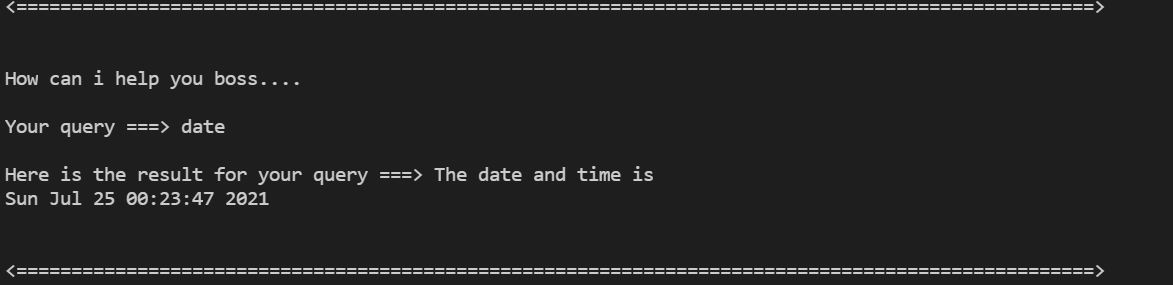 <==================================================================================================>
How can i help you boss....
Your query ===> date
Here is the result for your query ===> The date and time is
Sun Jul 25 00:23:47 2021
<==================================================================================================>